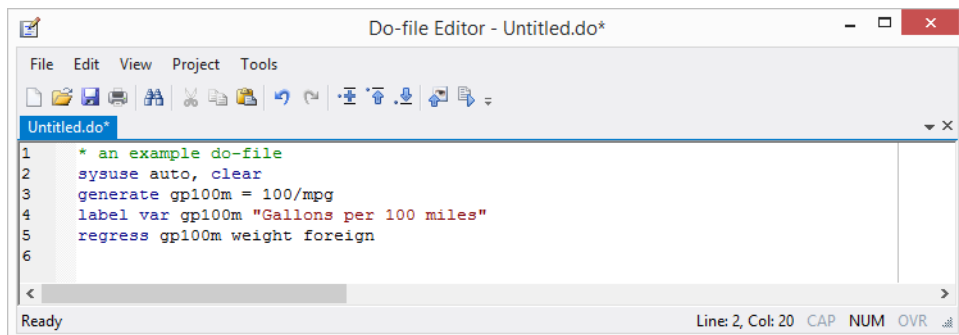 Do-file Editor - Untitled.do*
File Edit View Project Tools
Untitled.do*
1 * an example do-file
2 sysuse auto, clear
3 generate gp100m = 100/mpg
4 label var gp100m "Gallons per 100 miles"
5 regress gp100m weight foreign
6
Ready Line: 2, Col: 20 CAP NUM OVR